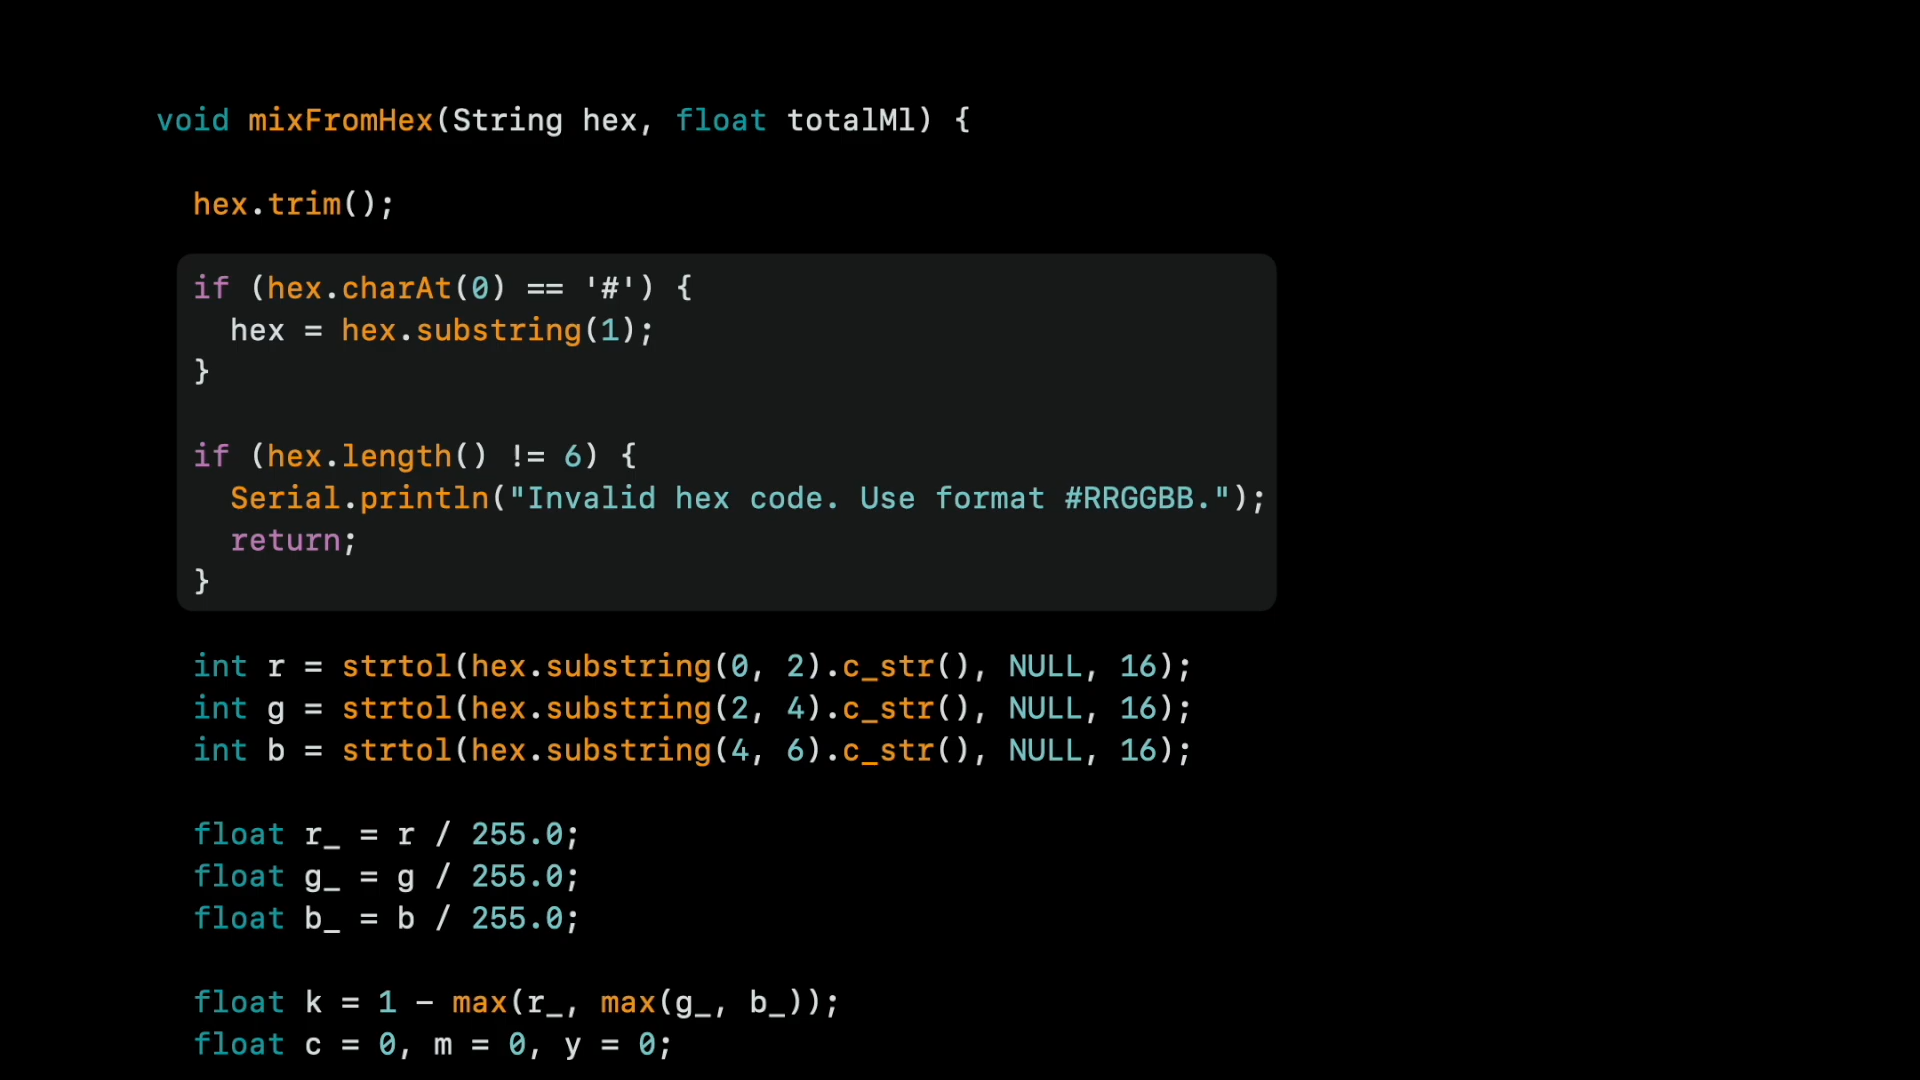 void mixFromHex(String hex, float totalMl) {
hex.trim();
if (hex.charAt(0) == '#') {
hex = hex.substring(1);
}
if (hex.length() != 6) {
Serial.println("Invalid hex code. Use format #RRGGBB.");
return;
}
int r = strtol(hex.substring(0, 2).c_str(), NULL, 16);
int g = strtol(hex.substring(2, 4).c_str(), NULL, 16);
int b = strtol(hex.substring(4, 6).c_str(), NULL, 16);
float r_ = r / 255.0;
float g_ = g / 255.0;
float b_ = b / 255.0;
float k = 1 - max(r_, max(g_, b_));
float c = 0, m = 0, y = 0;